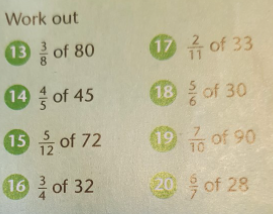 Work out
13 3/8 of 80
14 4/5 of 45
15 5/12 of 72
16 3/4 of 32
17 2/11 of 33
18 5/6 of 30
19 7/10 of 90
20 6/7 of 28